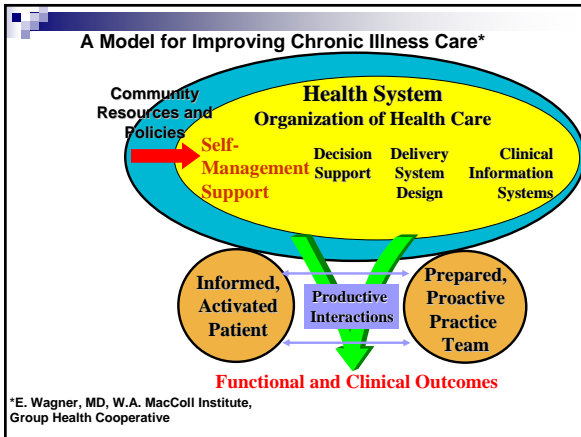 A Model for Improving Chronic Illness Care*
Community
Resources and
Policies
Health System
Organization of Health Care
Self-
Management
Support
Decision
Support
Delivery
System
Design
Clinical
Information
Systems
Informed,
Activated
Patient
Productive
Interactions
Prepared,
Proactive
Practice
Team
Functional and Clinical Outcomes
*E. Wagner, MD, W.A. MacColl Institute,
Group Health Cooperative